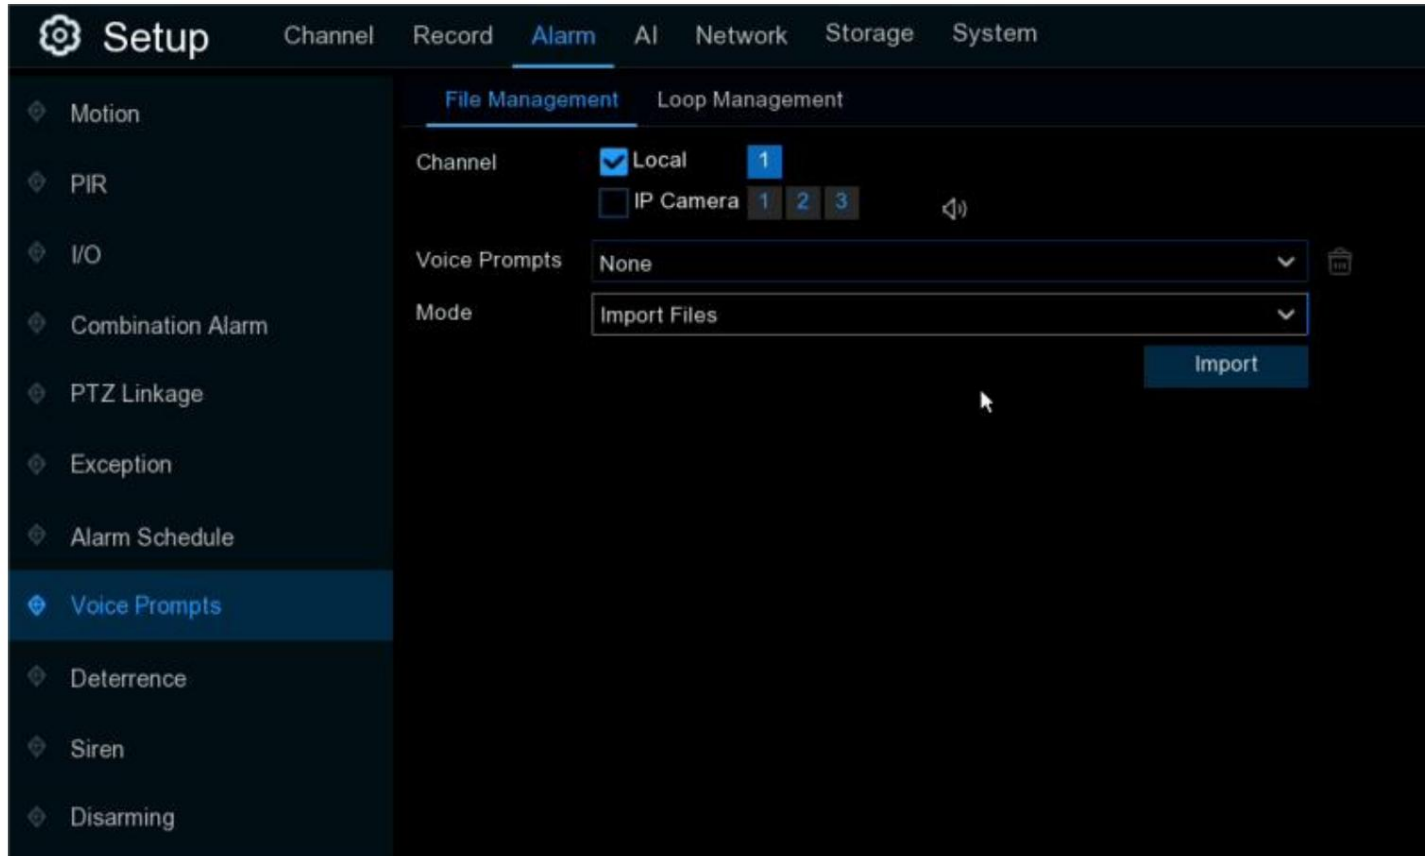 Setup Channel Record Alarm AI Network Storage System
Motion
PIR
I/O
Combination Alarm
PTZ Linkage
Exception
Alarm Schedule
Voice Prompts
Deterrence
Siren
Disarming
File Management Loop Management
Channel Local 1
IP Camera 1 2 3
Voice Prompts None
Mode Import Files
Import